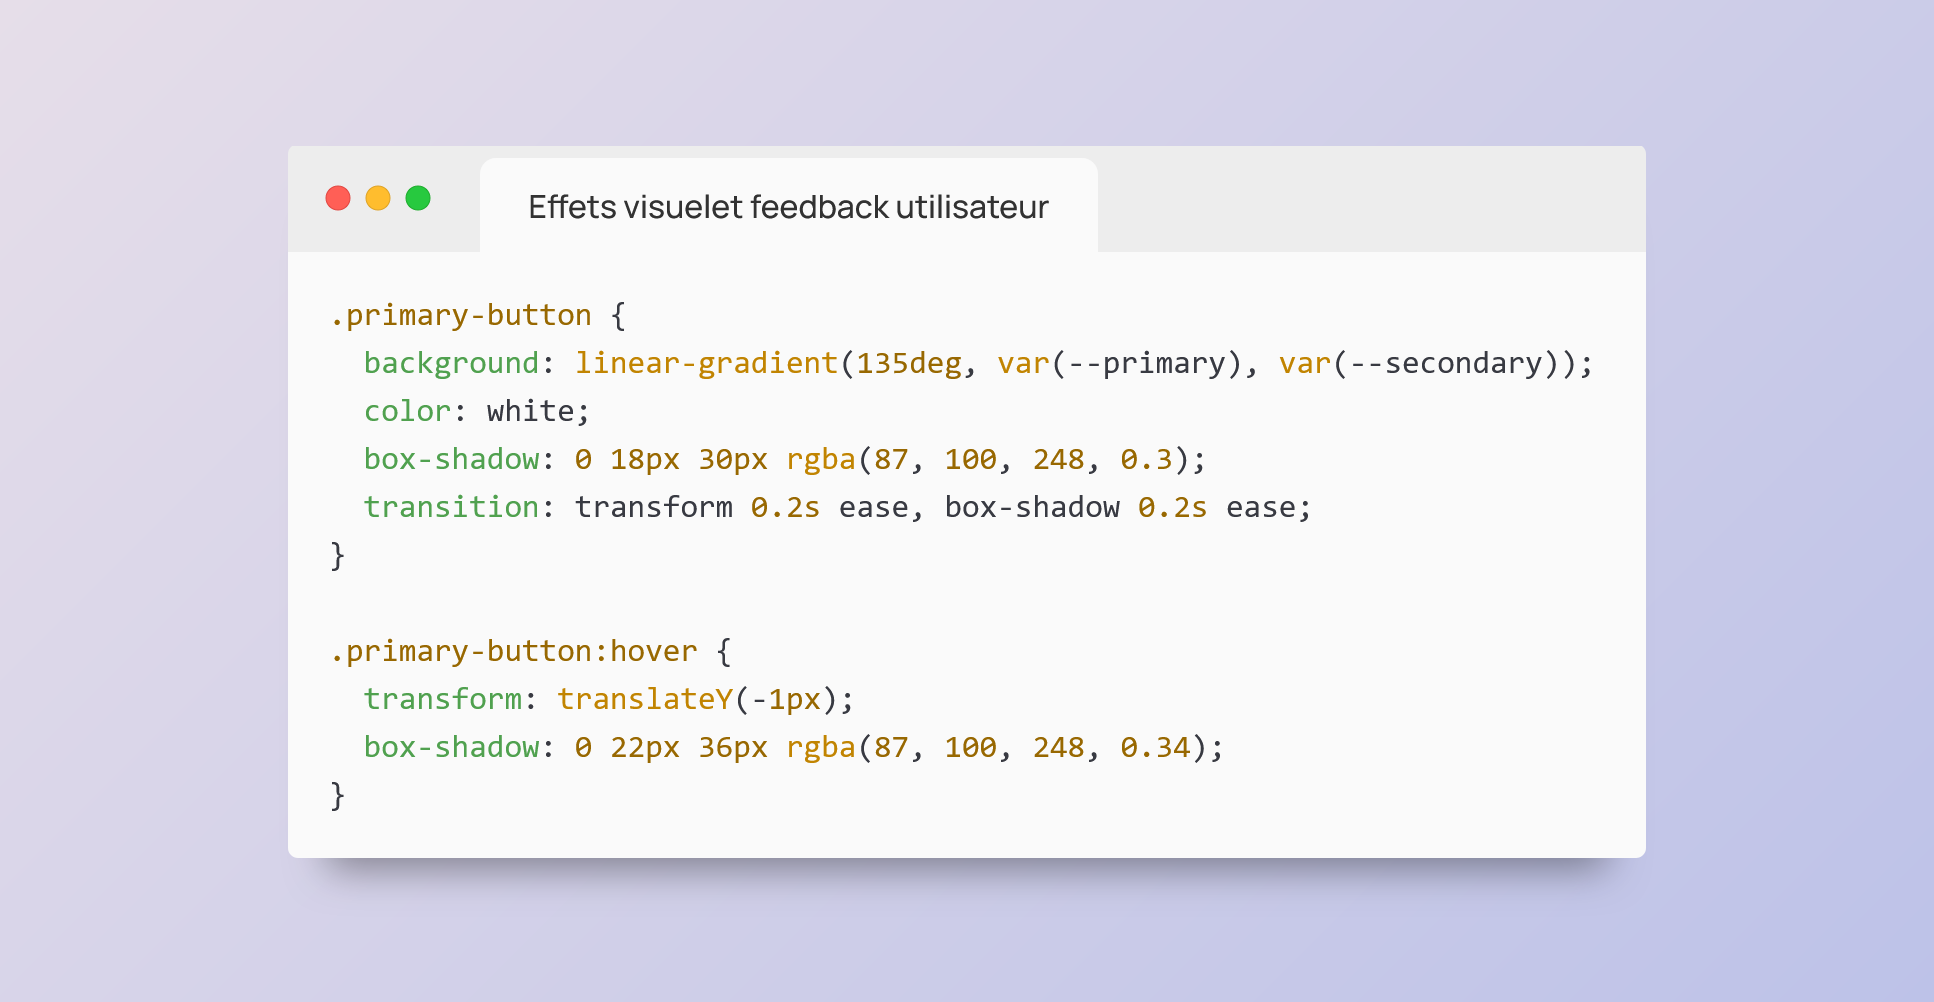 Effets visuelet feedback utilisateur
.primary-button {
  background: linear-gradient(135deg, var(--primary), var(--secondary));
  color: white;
  box-shadow: 0 18px 30px rgba(87, 100, 248, 0.3);
  transition: transform 0.2s ease, box-shadow 0.2s ease;
}

.primary-button:hover {
  transform: translateY(-1px);
  box-shadow: 0 22px 36px rgba(87, 100, 248, 0.34);
}